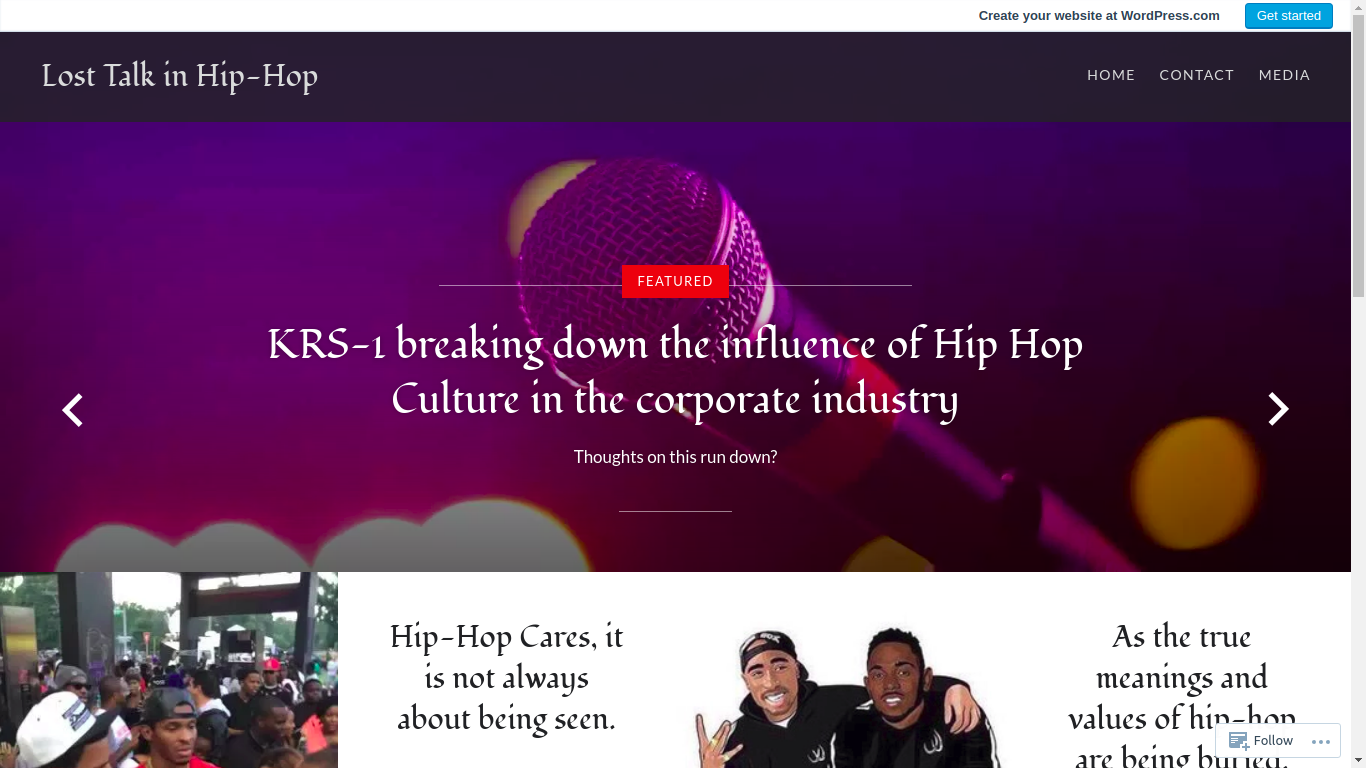 Create your website at WordPress.com
Get started
Lost Talk in Hip-Hop
HOME CONTACT MEDIA
FEATURED
KRS-1 breaking down the influence of Hip Hop
Culture in the corporate industry
Thoughts on this run down?
Hip-Hop Cares, it
is not always
about being seen.
As the true
meanings and
values of hip-hop
are being buried,
Follow